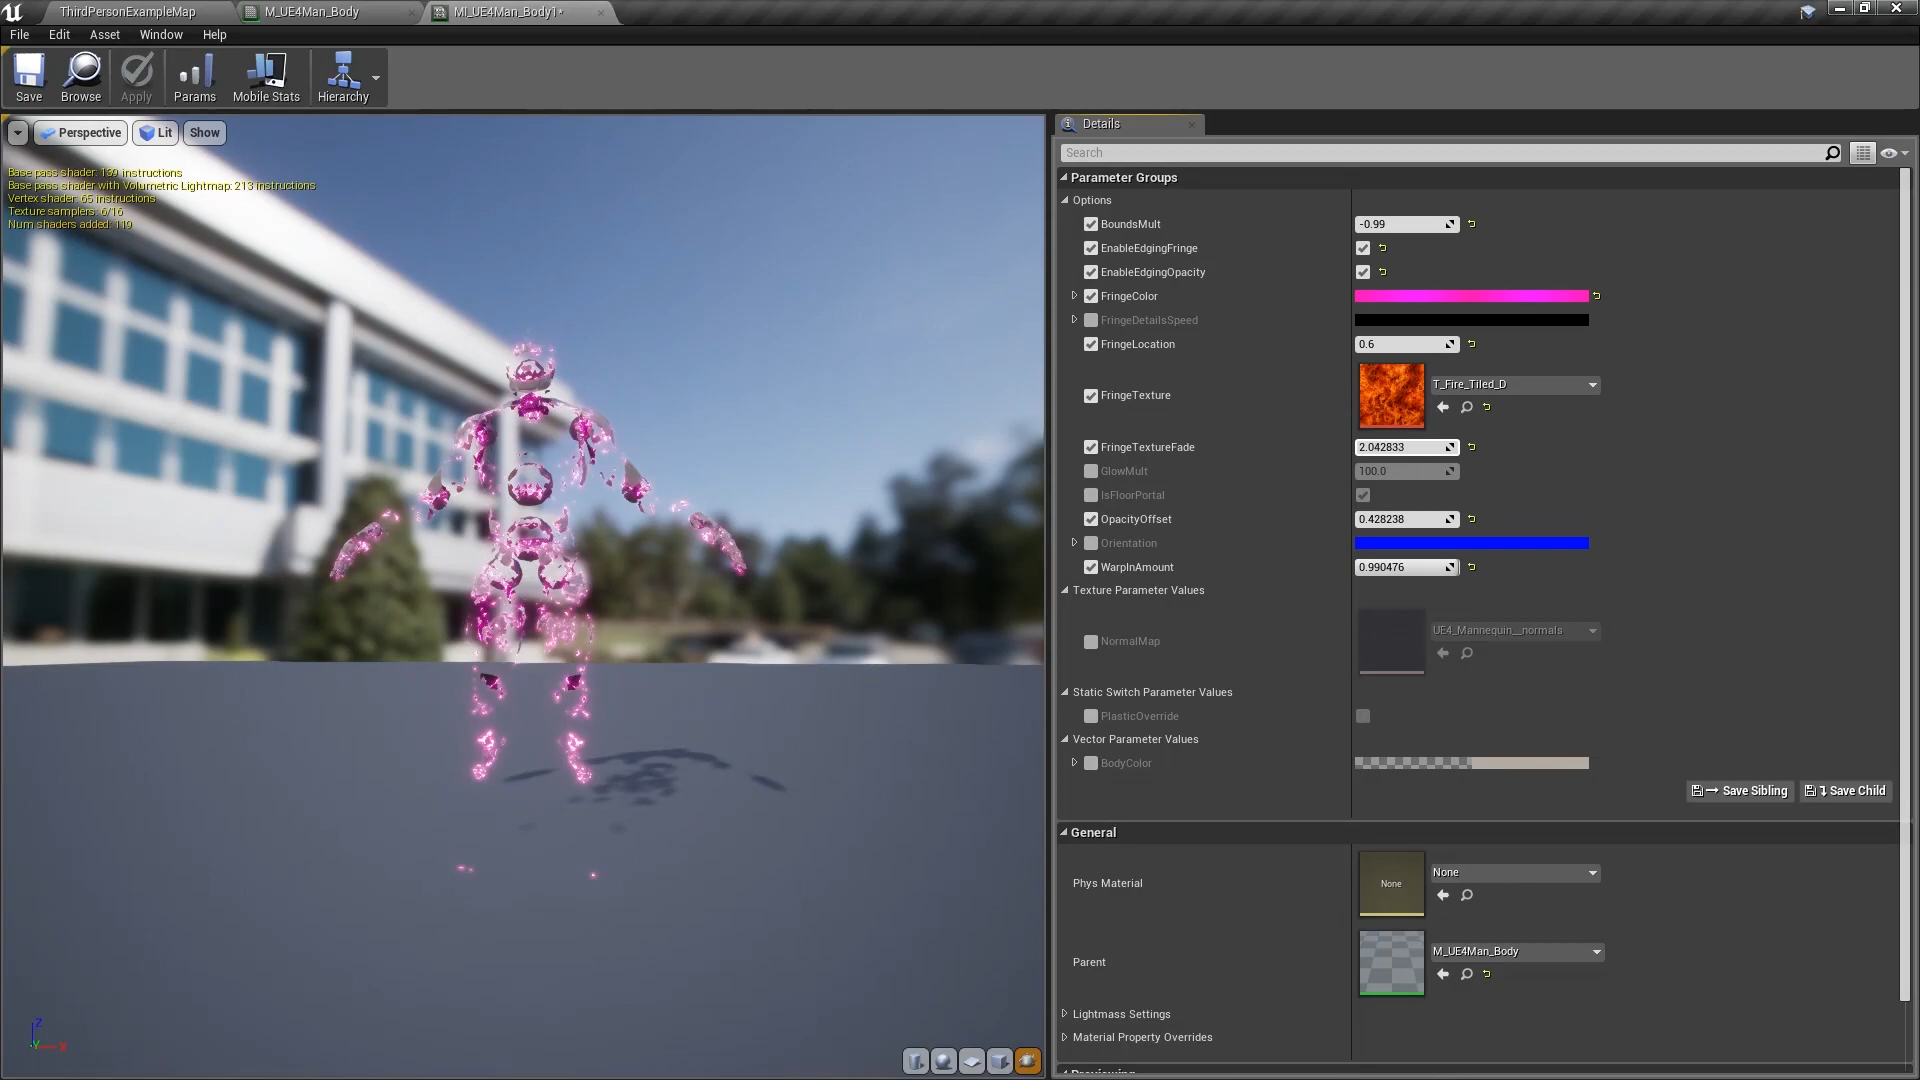 ThirdPersonExampleMap
M_UE4Man_Body
MI_UE4Man_Body1*
File Edit Asset Window Help
Save Browse Apply Params Mobile Stats Hierarchy
Perspective Lit Show
Base pass shader: 139 instructions
Base pass shader with Volumetric Lightmap: 213 instructions
Vertex shader: 65 instructions
Texture samplers: 6/16
Num shaders added: 119
Z
Y X
Details
Search
Parameter Groups
Options
BoundsMult -0.99
EnableEdgingFringe
EnableEdgingOpacity
FringeColor
FringeDetailsSpeed
FringeLocation 0.6
FringeTexture T_Fire_Tiled_D
FringeTextureFade 2.042833
GlowMult 100.0
IsFloorPortal
OpacityOffset 0.428238
Orientation
WarpInAmount 0.990476
Texture Parameter Values
NormalMap UE4_Mannequin__normals
Static Switch Parameter Values
PlasticOverride
Vector Parameter Values
BodyColor
Save Sibling Save Child
General
Phys Material None None
Parent M_UE4Man_Body
Lightmass Settings
Material Property Overrides
Previewing